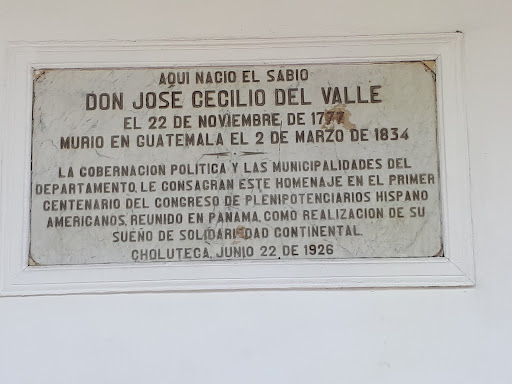 AQUI NACIO EL SABIO
DON JOSÉ CECILIO DEL VALLE
EL 22 DE NOVIEMBRE DE 1777
MURIO EN GUATEMALA EL 2 DE MARZO DE 1834
LA GOBERNACION POLITICA Y LAS MUNICIPALIDADES DEL
DEPARTAMENTO, LE CONSAGRAN ESTE HOMENAJE EN EL PRIMER
CENTENARIO DEL CONGRESO DE PLENIPOTENCIARIOS HISPANO
AMERICANOS, REUNIDO EN PANAMA, COMO REALIZACION DE SU
SUEÑO DE SOLIDARIDAD CONTINENTAL.
CHOLUTECA, JUNIO 22 DE 1926